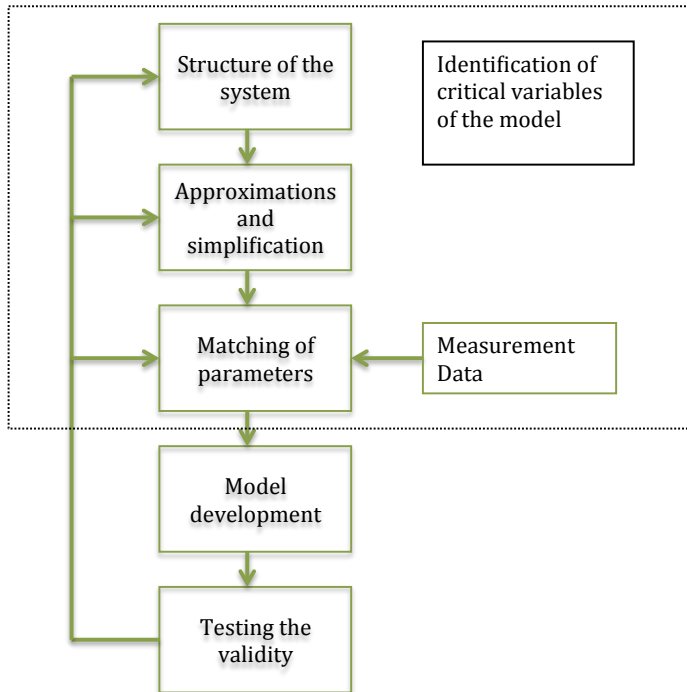 Structure of the
system
Identification of
critical variables
of the model
Approximations
and
simplification
Matching of
parameters
Measurement
Data
Model
development
Testing the
validity